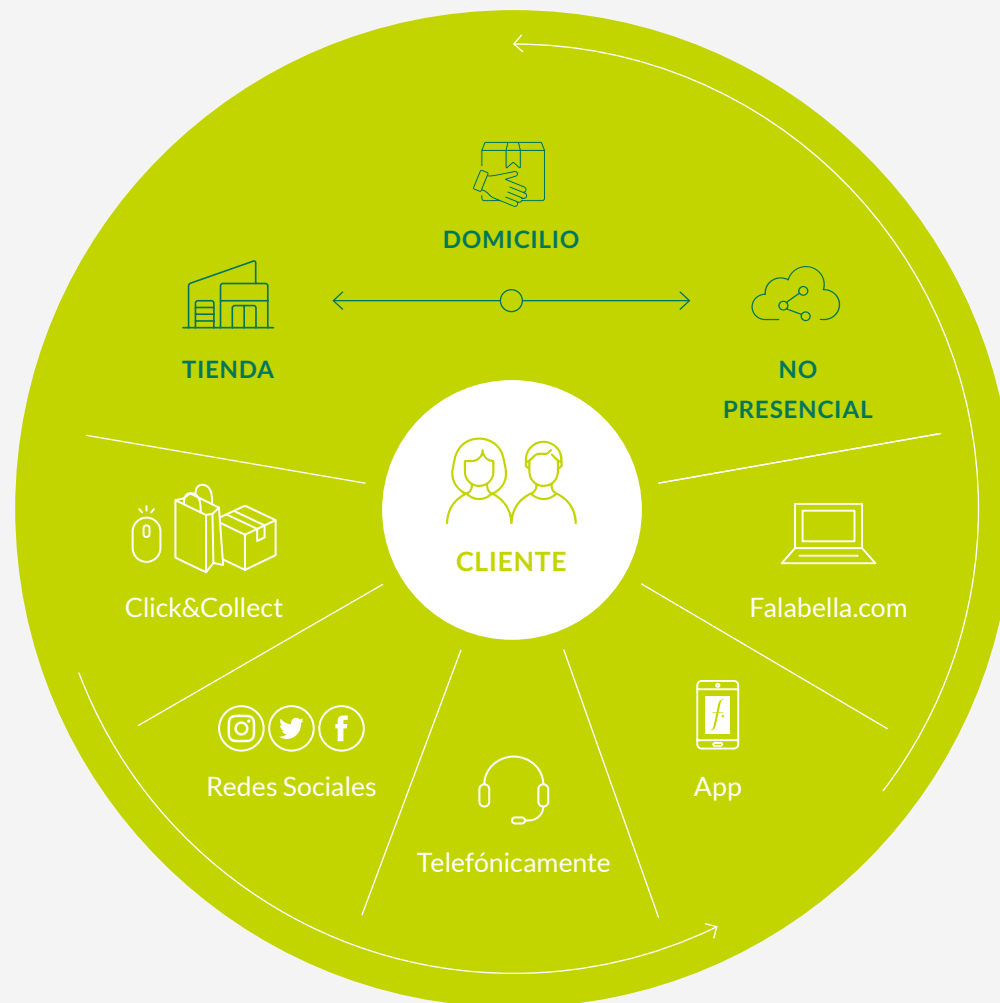 DOMICILIO
TIENDA
NO
PRESENCIAL
CLIENTE
Click&Collect
Falabella.com
Redes Sociales
App
Telefónicamente